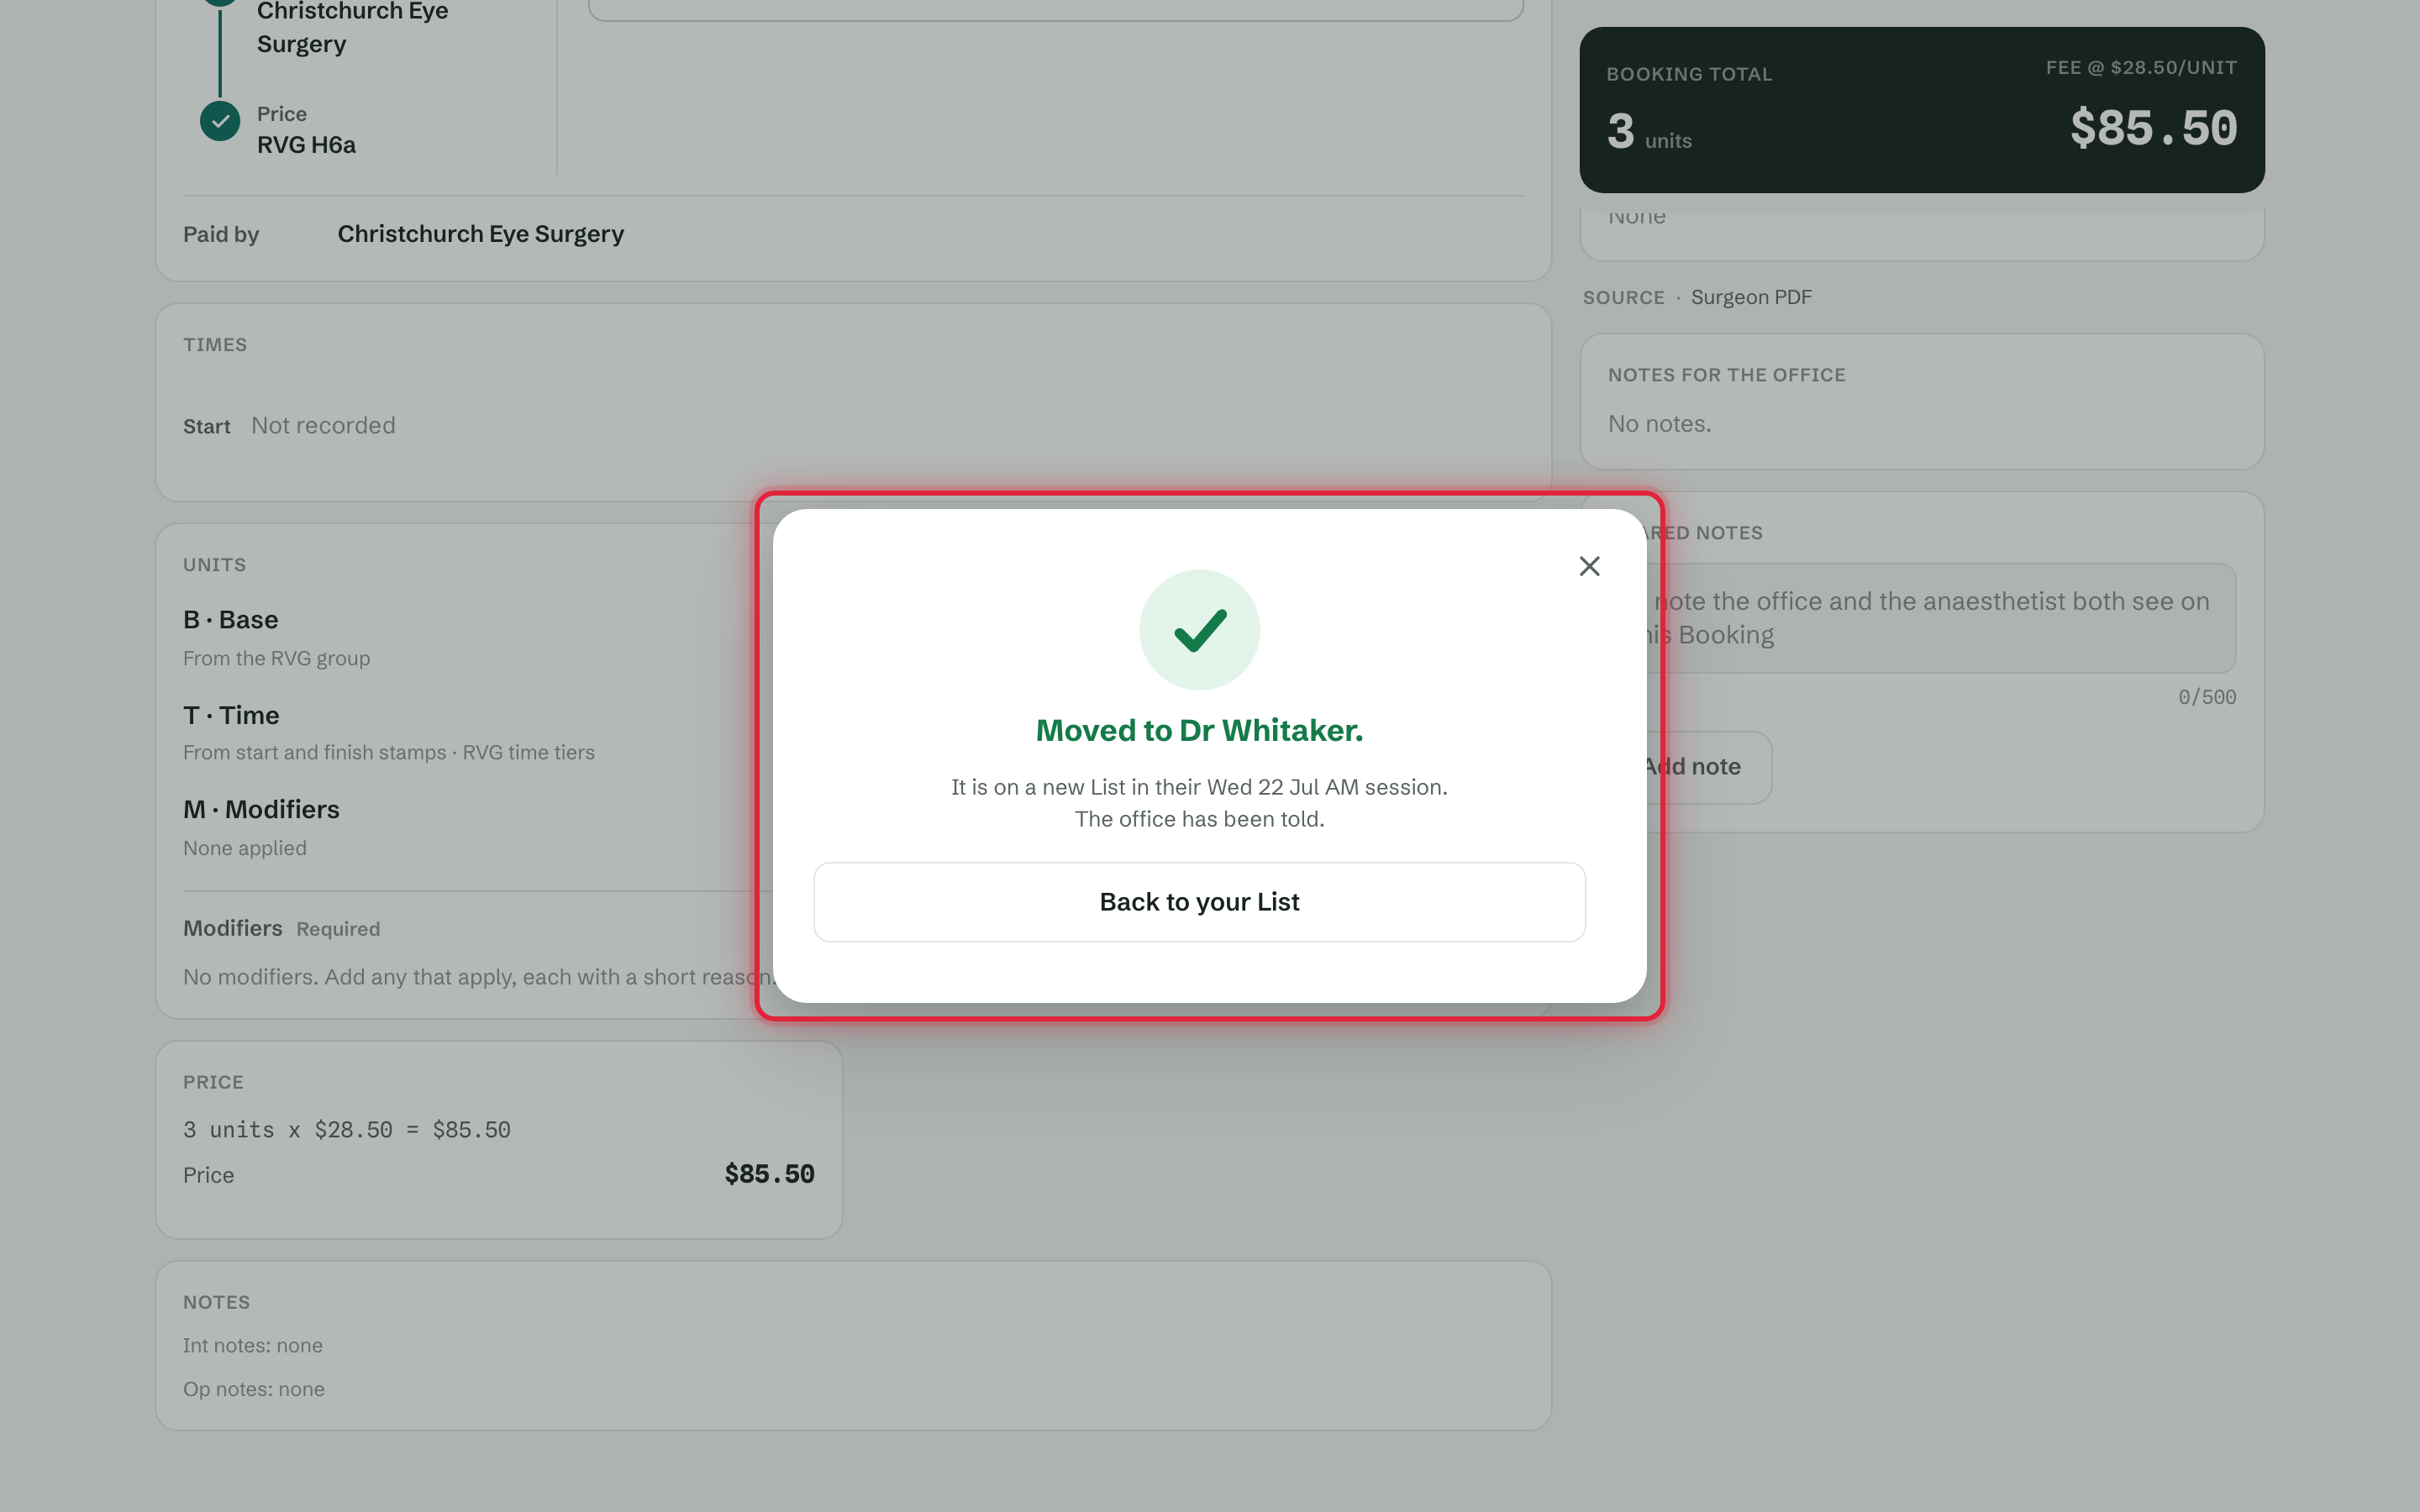 Christchurch Eye
Surgery
Price
RVG H6a
Paid by Christchurch Eye Surgery
TIMES
Start Not recorded
UNITS
B · Base
From the RVG group
T · Time
From start and finish stamps · RVG time tiers
M · Modifiers
None applied
Modifiers Required
No modifiers. Add any that apply, each with a short reason.
PRICE
3 units x $28.50 = $85.50
Price $85.50
NOTES
Int notes: none
Op notes: none
BOOKING TOTAL FEE @ $28.50/UNIT
3 units $85.50
None
SOURCE · Surgeon PDF
NOTES FOR THE OFFICE
No notes.
NOTES
note the office and the anaesthetist both see on
Booking
0/500
Add note
Moved to Dr Whitaker.
It is on a new List in their Wed 22 Jul AM session.
The office has been told.
Back to your List